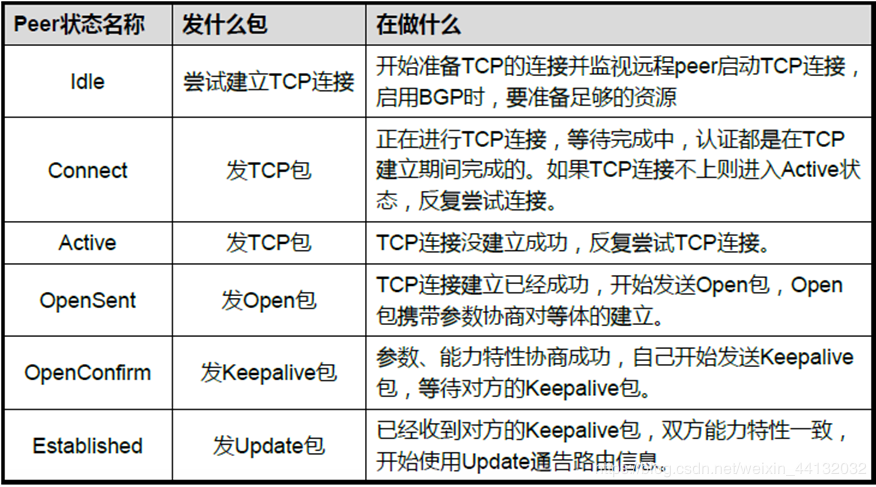 Peer状态名称 发什么包 在做什么
Idle 尝试建立TCP连接 开始准备TCP的连接并监视远程peer启动TCP连接，
启用BGP时，要准备足够的资源
Connect 发TCP包 正在进行TCP连接，等待完成中，认证都是在TCP
建立期间完成的。如果TCP连接不上则进入Active状
态，反复尝试连接。
Active 发TCP包 TCP连接没建立成功，反复尝试TCP连接。
OpenSent 发Open包 TCP连接建立已经成功，开始发送Open包，Open
包携带参数协商对等体的建立。
OpenConfirm 发Keepalive包 参数、能力特性协商成功，自己开始发送Keepalive
包，等待对方的Keepalive包。
Established 发Update包 已经收到对方的Keepalive包，双方能力特性一致，
开始使用Update通告路由信息。
https://blog.csdn.net/weixin_44132032